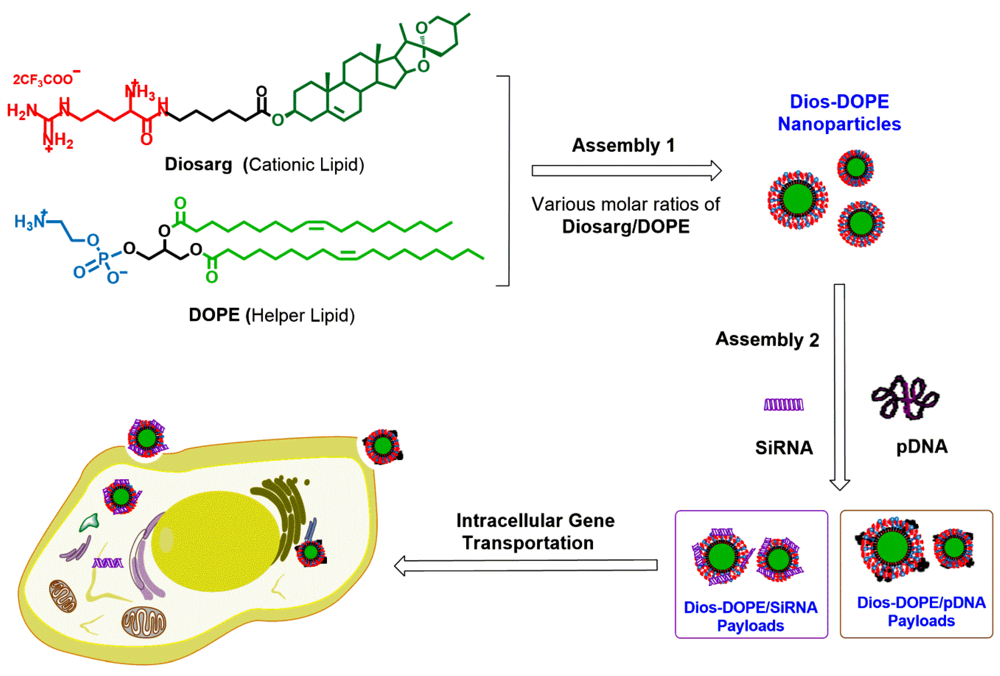 2CF3COO−
NH3
+
H2N
H
N
H
N
O
O
O
O
O
NH2
+
Diosarg (Cationic Lipid)
Dios-DOPE
Nanoparticles
Assembly 1
Various molar ratios of
Diosarg/DOPE
O
H3N
+
O
O
O
P
O
O
O−
O
DOPE (Helper Lipid)
Assembly 2
SiRNA
pDNA
Intracellular Gene
Transportation
Dios-DOPE/SiRNA
Payloads
Dios-DOPE/pDNA
Payloads